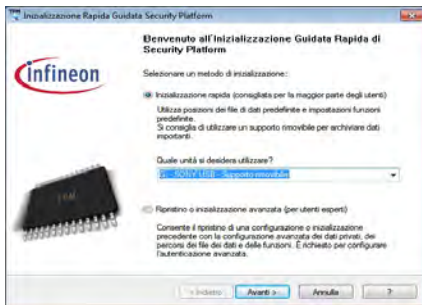 Inizializzazione Rapida Guidata Security Platform
Benvenuto all'Inizializzazione Guidata Rapida di
Security Platform
infineon
Selezionare un metodo di inizializzazione:
Inizializzazione rapida (consigliata per la maggior parte degli utenti)
Utilizza posizioni dei file di dati predefinite e impostazioni funzioni
predefinite.
Si consiglia di utilizzare un supporto rimovibile per archiviare dati
importanti.
Quale unità si desidera utilizzare?
G: - SONY USB - Supporto rimovibile
Ripristino o inizializzazione avanzata (per utenti esperti)
Consente il ripristino di una configurazione o inizializzazione
precedente con la configurazione avanzata dei dati privati, dei
percorsi dei file dei dati e delle funzioni. È richiesto per configurare
l'autenticazione avanzata.
TPM
< Indietro Avanti > Annulla ?